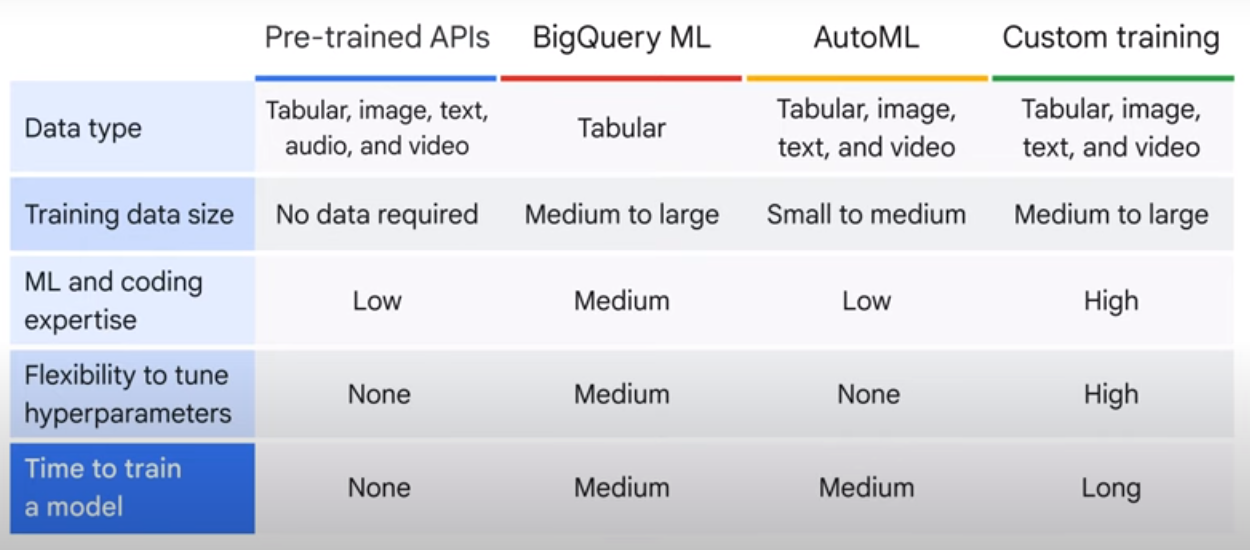 Pre-trained APIs BigQuery ML AutoML Custom training
Data type
Tabular, image, text,
audio, and video
Tabular
Tabular, image,
text, and video
Tabular, image,
text, and video
Training data size No data required Medium to large Small to medium Medium to large
ML and coding
expertise
Low Medium Low High
Flexibility to tune
hyperparameters
None Medium None High
Time to train
a model
None Medium Medium Long